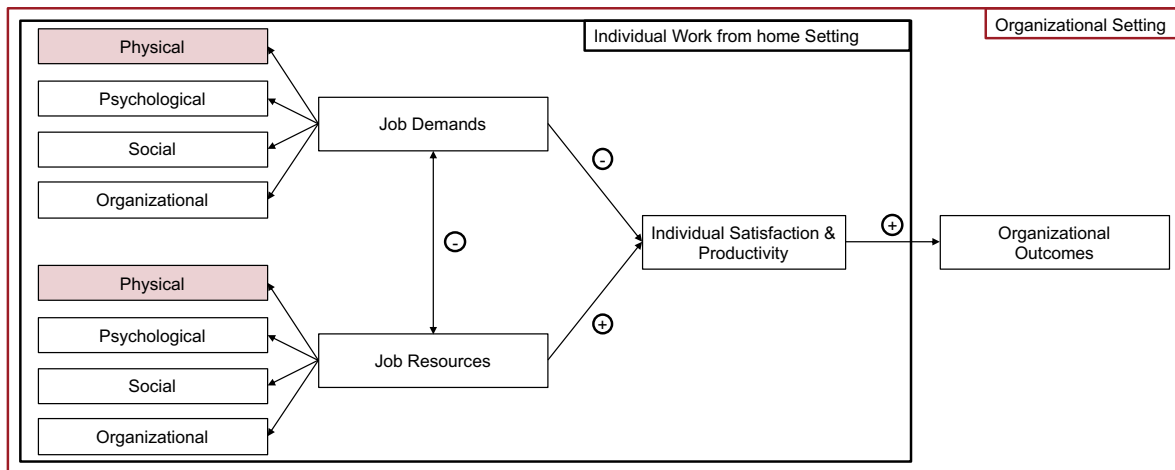 Organizational Setting
Individual Work from home Setting
Physical
Psychological
Social
Organizational
Job Demands
-
-
Individual Satisfaction &
Productivity
+
Organizational
Outcomes
Physical
Psychological
Social
Organizational
Job Resources
+